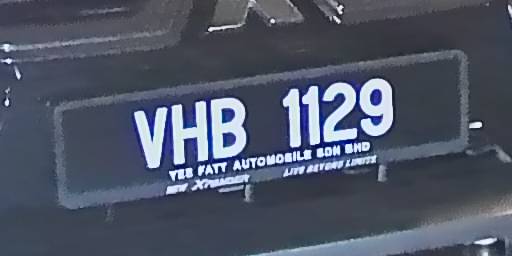 VHB 1129
YEE FATT AUTOMOBILE SDN BHD
NEW XPANDER LIVE BEYOND LIMITS